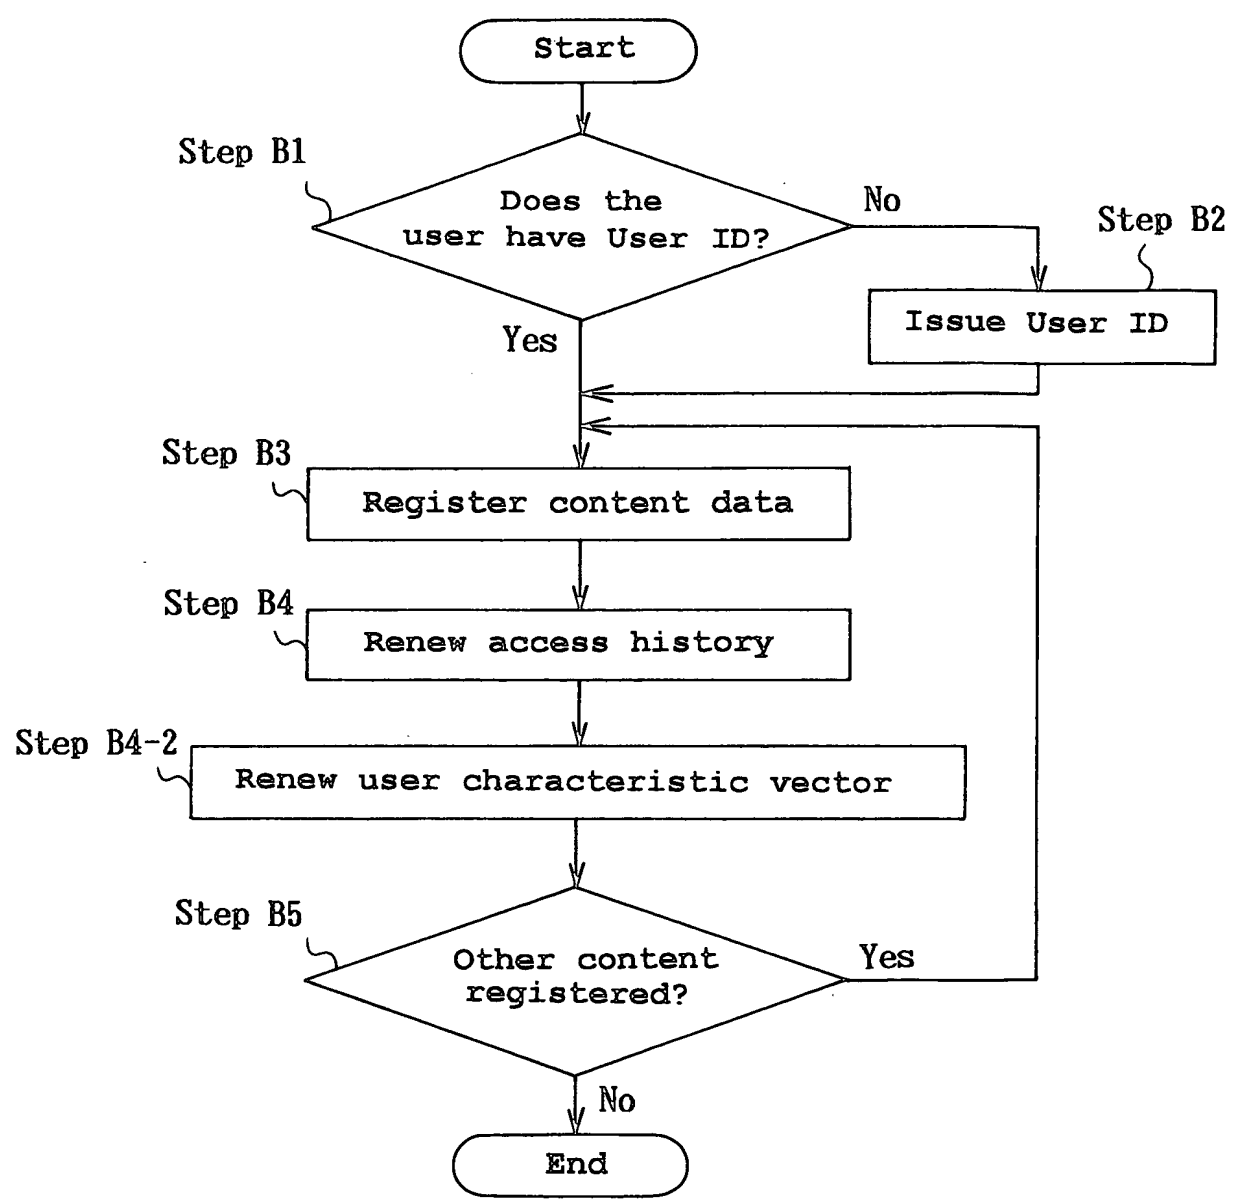 Start
Step B1
Does the
user have User ID?
No
Step B2
Issue User ID
Yes
Step B3
Register content data
Step B4
Renew access history
Step B4-2
Renew user characteristic vector
Step B5
Other content
registered?
Yes
No
End